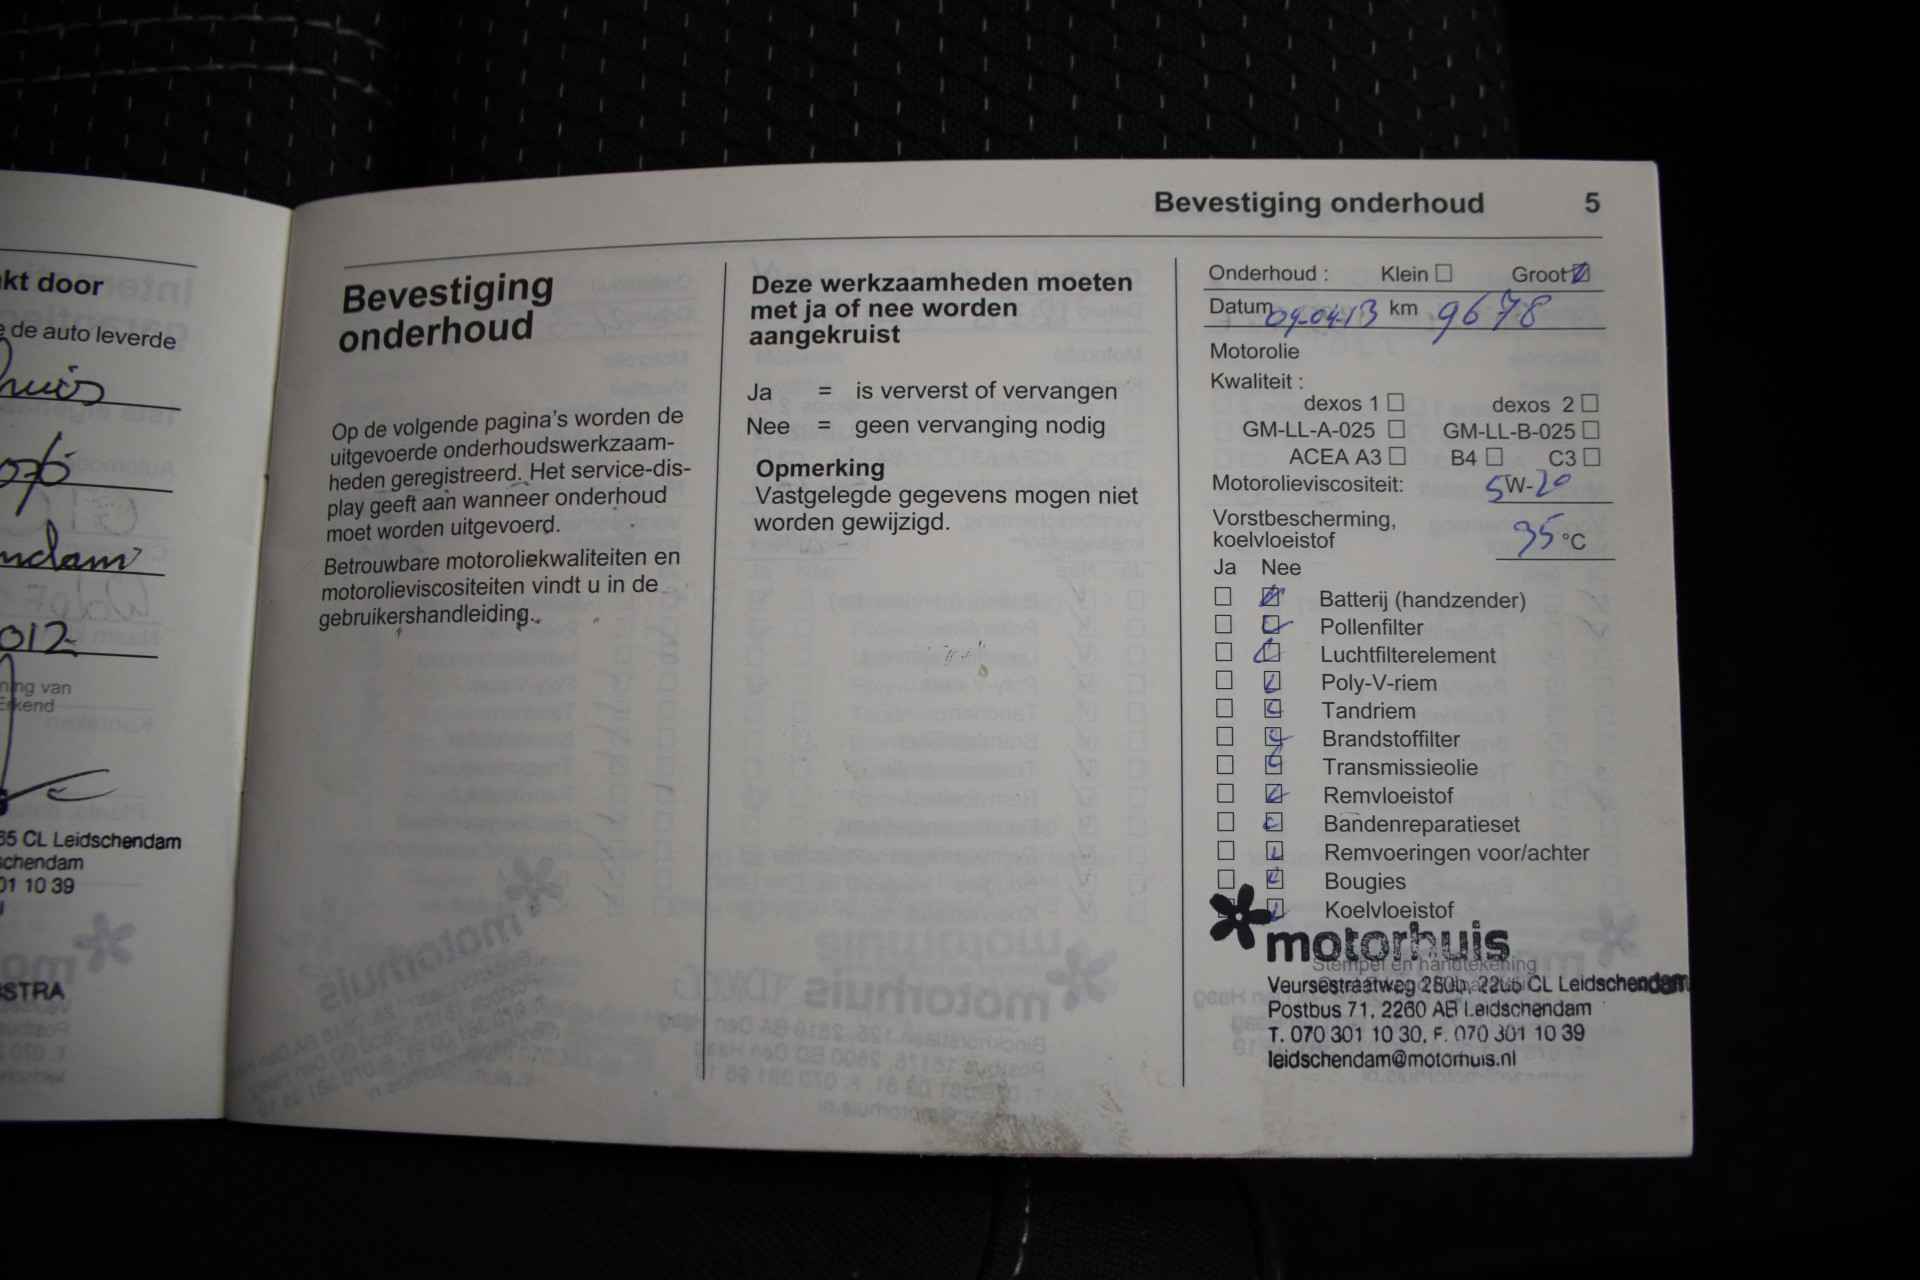 kt door
e de auto leverde
huis
ndam
012
ning van
Erkend
65 CL Leidschendam
schendam
01 10 39
STRA
Bevestiging onderhoud 5
Bevestiging
onderhoud
Op de volgende pagina's worden de
uitgevoerde onderhoudswerkzaam-
heden geregistreerd. Het service-dis-
play geeft aan wanneer onderhoud
moet worden uitgevoerd.
Betrouwbare motoroliekwaliteiten en
motorolieviscositeiten vindt u in de
gebruikershandleiding.
Deze werkzaamheden moeten
met ja of nee worden
aangekruist
Ja = is ververst of vervangen
Nee = geen vervanging nodig
Opmerking
Vastgelegde gegevens mogen niet
worden gewijzigd.
Onderhoud : Klein Groot
Datum 09-04-13 km 9678
Motorolie
Kwaliteit :
dexos 1 dexos 2
GM-LL-A-025 GM-LL-B-025
ACEA A3 B4 C3
Motorolieviscositeit: 5W-20
Vorstbescherming,
koelvloeistof 35 °C
Ja Nee
Batterij (handzender)
Pollenfilter
Luchtfilterelement
Poly-V-riem
Tandriem
Brandstoffilter
Transmissieolie
Remvloeistof
Bandenreparatieset
Remvoeringen voor/achter
Bougies
Koelvloeistof
motorhuis
Stempel en handtekening
Veursestraatweg 280b, 2265 CL Leidschendam
Postbus 71, 2260 AB Leidschendam
T. 070 301 10 30, F. 070 301 10 39
leidschendam@motorhuis.nl